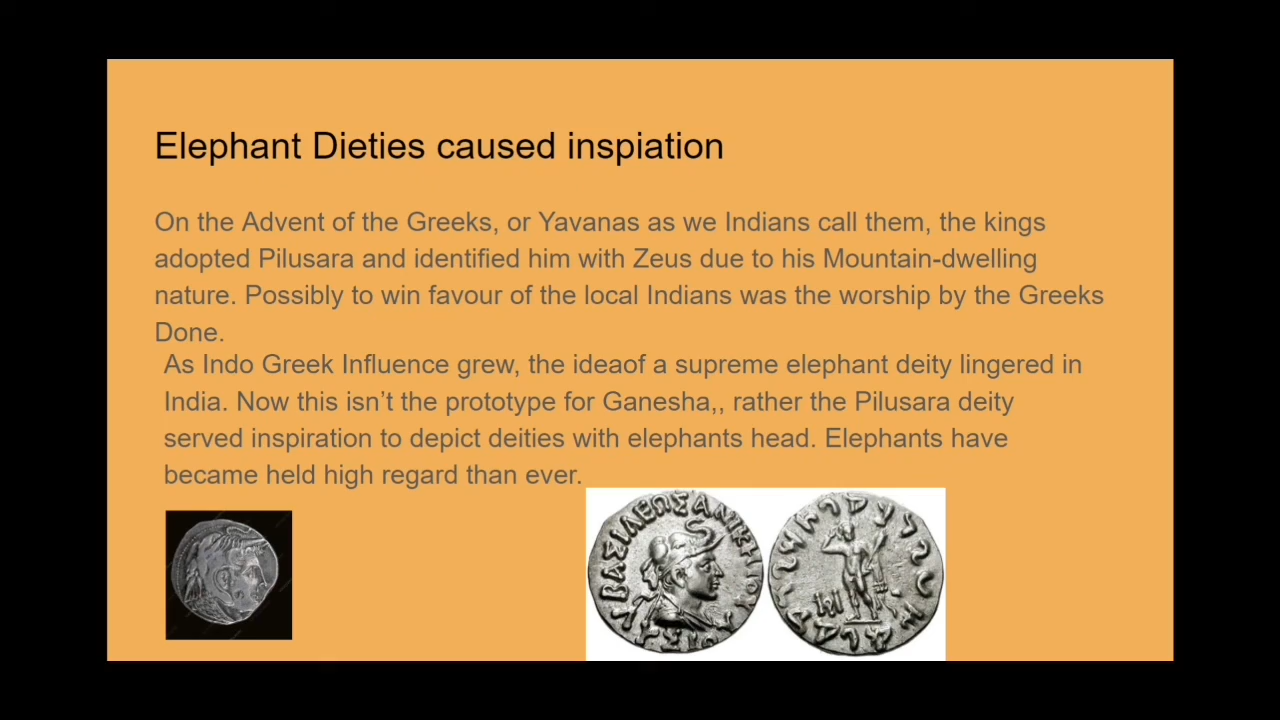 Elephant Dieties caused inspiation
On the Advent of the Greeks, or Yavanas as we Indians call them, the kings
adopted Pilusara and identified him with Zeus due to his Mountain-dwelling
nature. Possibly to win favour of the local Indians was the worship by the Greeks
Done.
As Indo Greek Influence grew, the ideaof a supreme elephant deity lingered in
India. Now this isn’t the prototype for Ganesha,, rather the Pilusara deity
served inspiration to depict deities with elephants head. Elephants have
became held high regard than ever.
ΒΑΣΙΛΕΩΣ ΑΝΙΚΗΤΟΥ